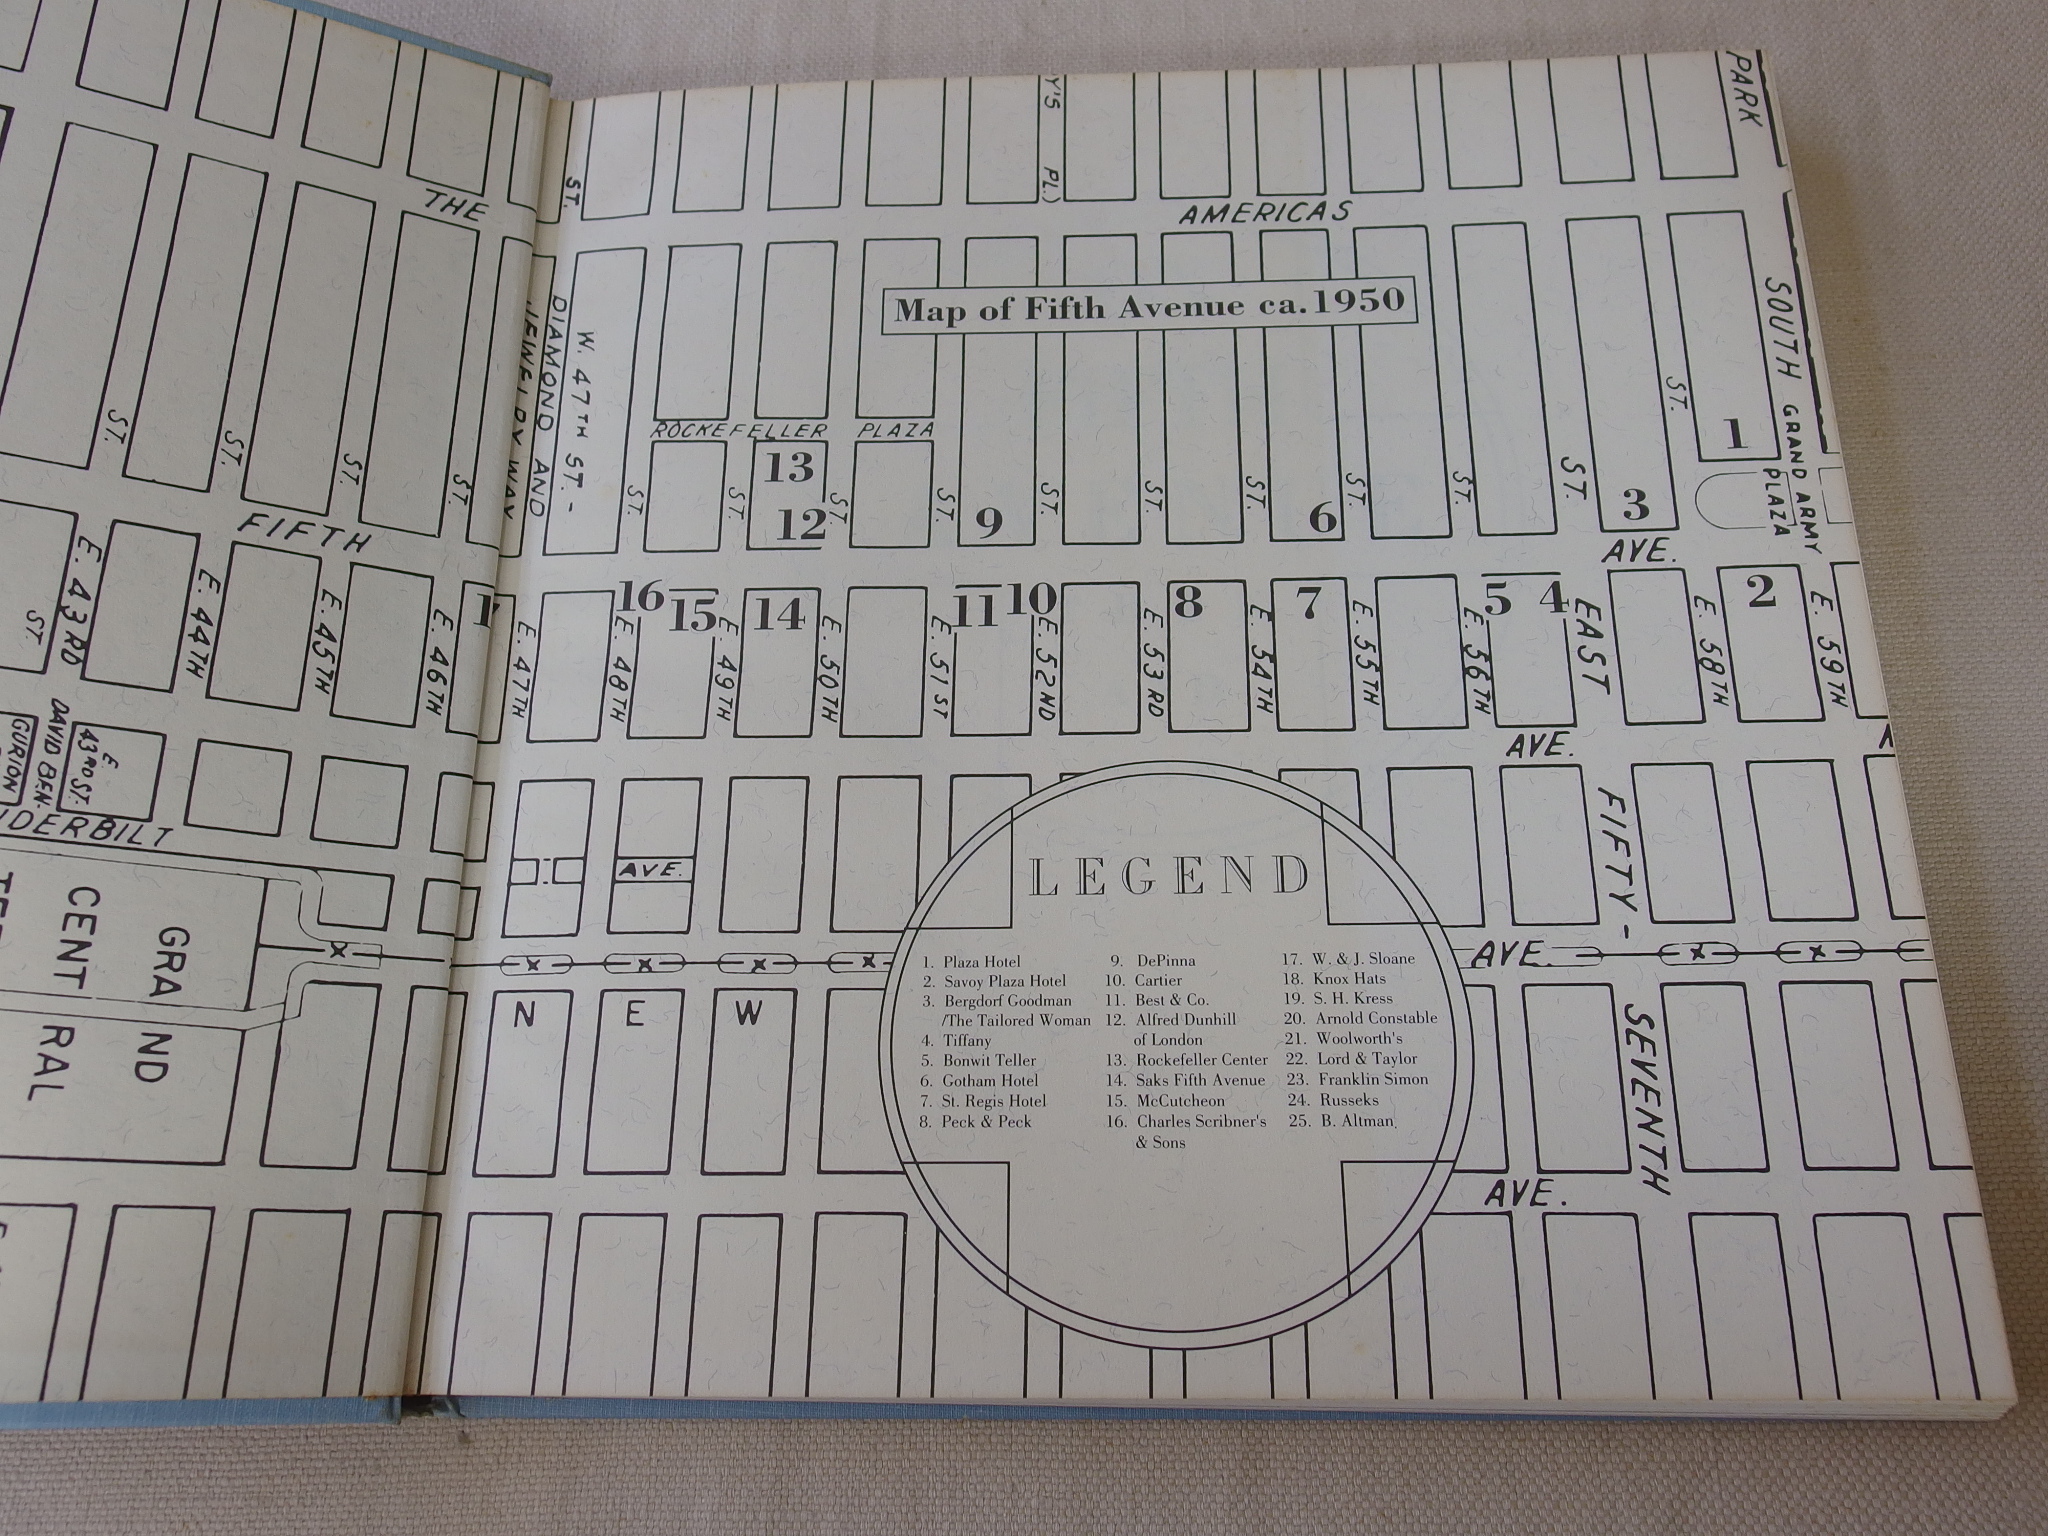 PARK
Y'S PL.)
ST.
THE
AMERICAS
Map of Fifth Avenue ca. 1950
SOUTH
GRAND ARMY
PLAZA
W. 47TH ST. -
DIAMOND AND
JEWELRY WAY
ROCKEFELLER PLAZA
ST.
ST.
ST.
ST.
ST.
ST.
ST.
ST.
ST.
ST.
ST.
ST.
ST.
ST.
1
13
12
9
6
3
FIFTH
AVE.
16
15
14
11
10
8
7
5
4
2
ST.
E. 43RD
E. 44TH
E. 45TH
E. 46TH
E. 47TH
E. 48TH
E. 49TH
E. 50TH
E. 51ST
E. 52ND
E. 53RD
E. 54TH
E. 55TH
E. 56TH
EAST
FIFTY-
SEVENTH
E. 58TH
E. 59TH
DAVID BEN-
GURION
E.
43RD ST.
AVE.
DERBILT
AVE.
GRAND
CENTRAL
AVE.
NEW
AVE.
LEGEND
1. Plaza Hotel
2. Savoy Plaza Hotel
3. Bergdorf Goodman
/The Tailored Woman
4. Tiffany
5. Bonwit Teller
6. Gotham Hotel
7. St. Regis Hotel
8. Peck & Peck
9. DePinna
10. Cartier
11. Best & Co.
12. Alfred Dunhill
of London
13. Rockefeller Center
14. Saks Fifth Avenue
15. McCutcheon
16. Charles Scribner's
& Sons
17. W. & J. Sloane
18. Knox Hats
19. S. H. Kress
20. Arnold Constable
21. Woolworth's
22. Lord & Taylor
23. Franklin Simon
24. Russeks
25. B. Altman